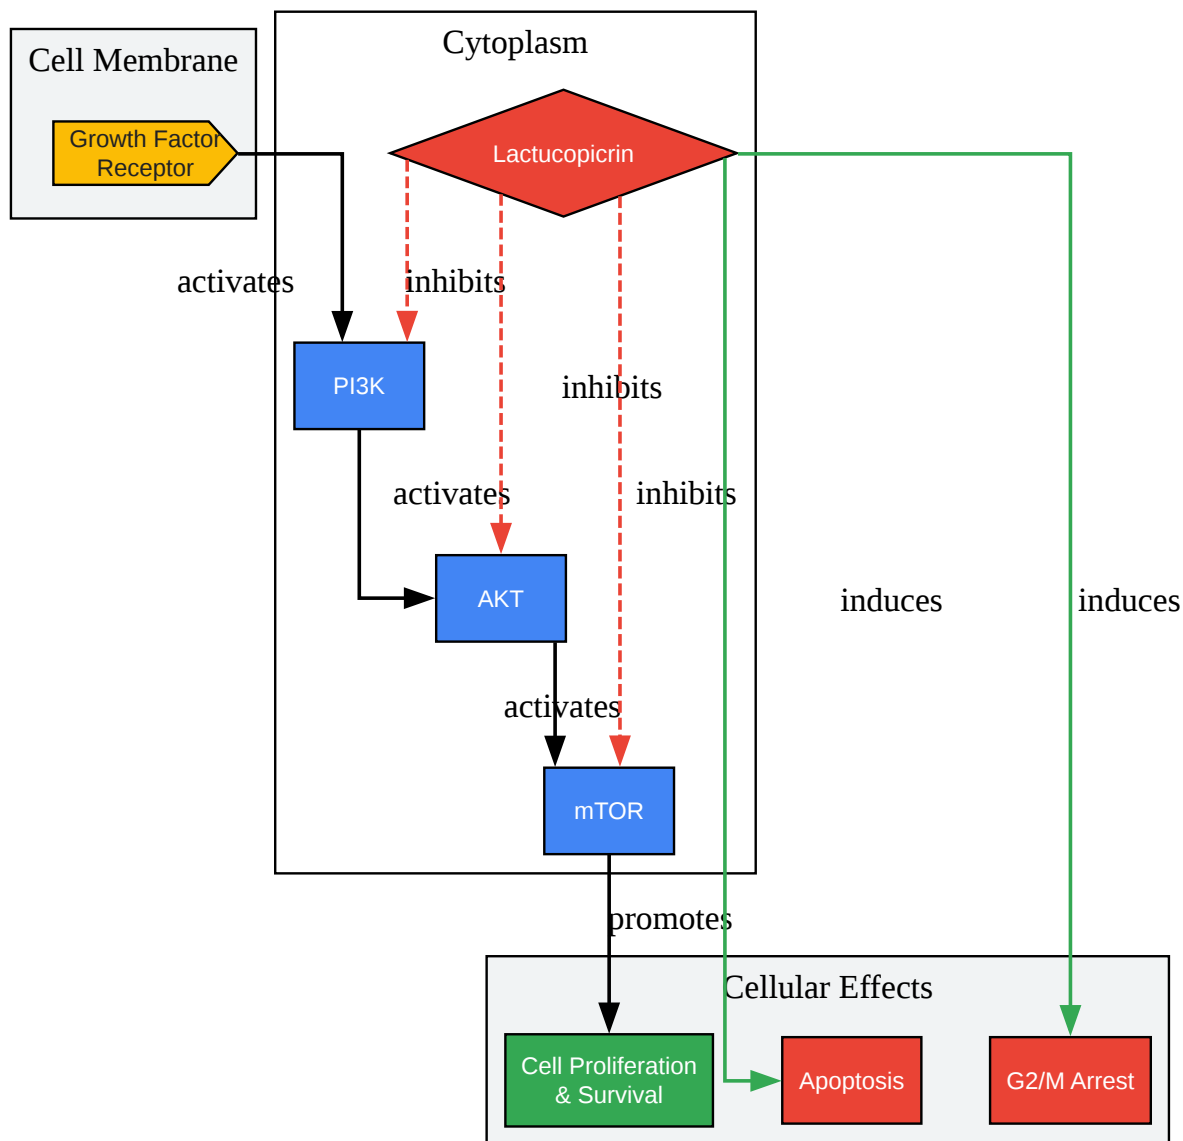 Cytoplasm
Cell Membrane
Growth Factor
Receptor
Lactucopicrin
activates
inhibits
PI3K
inhibits
activates
inhibits
AKT
induces
induces
activates
mTOR
promotes
Cellular Effects
Cell Proliferation
& Survival
Apoptosis
G2/M Arrest